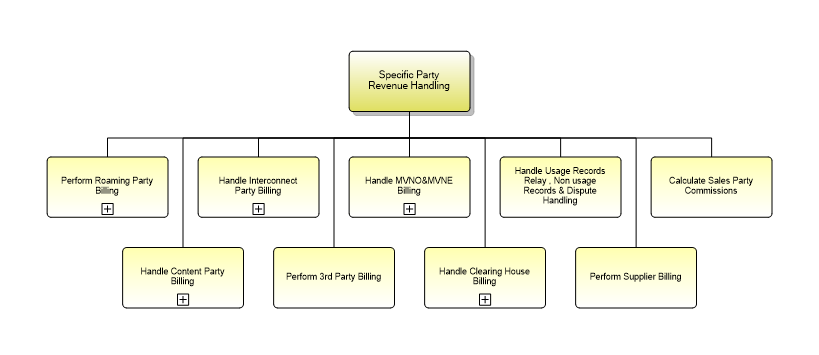 Specific Party
Revenue Handling
Perform Roaming Party
Billing
Handle Interconnect
Party Billing
Handle MVNO&MVNE
Billing
Handle Usage Records
Relay , Non usage
Records & Dispute
Handling
Calculate Sales Party
Commissions
Handle Content Party
Billing
Perform 3rd Party Billing
Handle Clearing House
Billing
Perform Supplier Billing